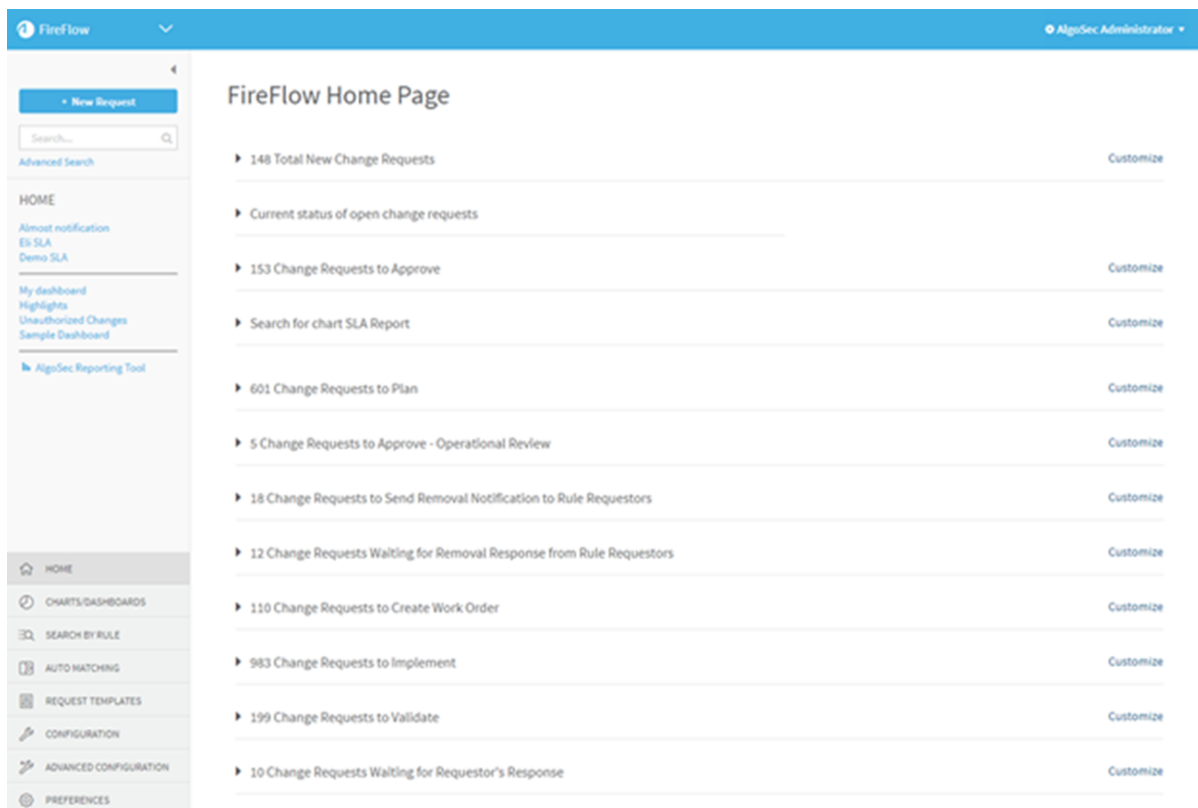 FireFlow
AlgoSec Administrator
+ New Request
Search...
Advanced Search
HOME
Almost notification
Eli SLA
Demo SLA
My dashboard
Highlights
Unauthorized Changes
Sample Dashboard
AlgoSec Reporting Tool
HOME
CHARTS/DASHBOARDS
SEARCH BY RULE
AUTO MATCHING
REQUEST TEMPLATES
CONFIGURATION
ADVANCED CONFIGURATION
PREFERENCES
FireFlow Home Page
148 Total New Change Requests Customize
Current status of open change requests
153 Change Requests to Approve Customize
Search for chart SLA Report Customize
601 Change Requests to Plan Customize
5 Change Requests to Approve - Operational Review Customize
18 Change Requests to Send Removal Notification to Rule Requestors Customize
12 Change Requests Waiting for Removal Response from Rule Requestors Customize
110 Change Requests to Create Work Order Customize
983 Change Requests to Implement Customize
199 Change Requests to Validate Customize
10 Change Requests Waiting for Requestor's Response Customize